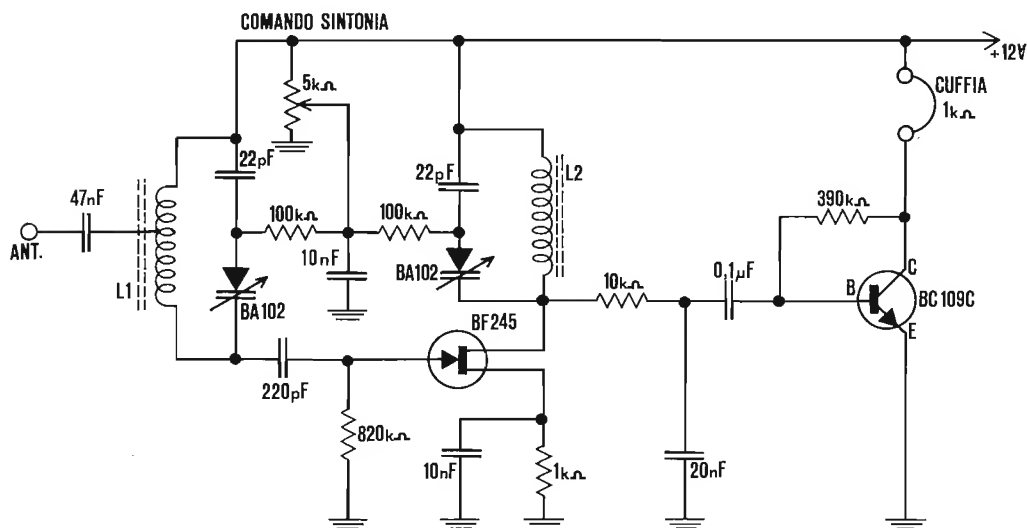 COMANDO SINTONIA
+12V
5kΩ
CUFFIA
1kΩ
22pF
22pF
L2
47nF
390kΩ
100kΩ
100kΩ
ANT.
10nF
BA102
0,1µF
C
L1
BA102
10kΩ
B
BC109C
BF245
E
220pF
820kΩ
10nF
1kΩ
20nF